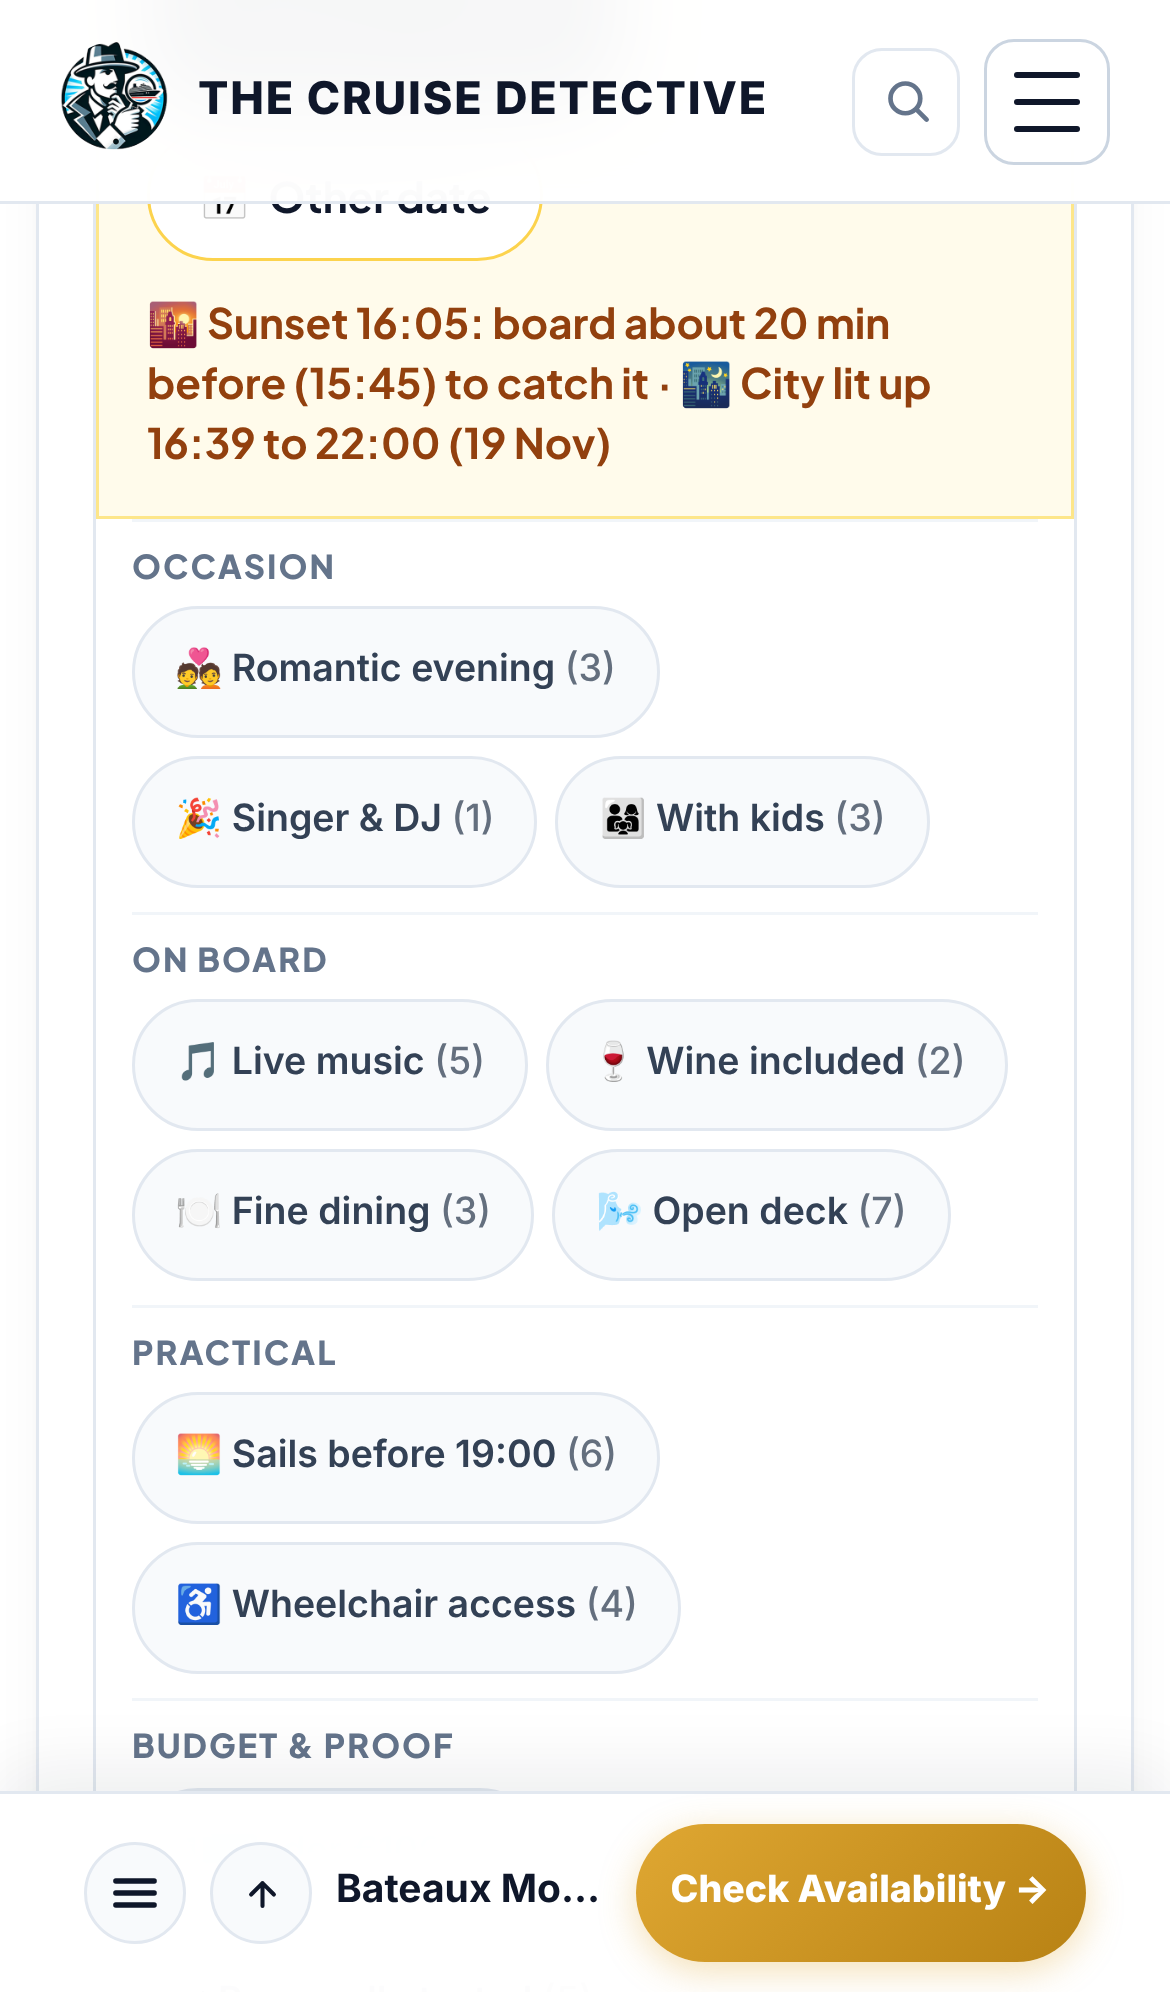 THE CRUISE DETECTIVE
17 Other date
🌇 Sunset 16:05: board about 20 min
before (15:45) to catch it · 🌃 City lit up
16:39 to 22:00 (19 Nov)
OCCASION
💑 Romantic evening (3)
🎉 Singer & DJ (1) 👨‍👩‍👧 With kids (3)
ON BOARD
🎵 Live music (5) 🍷 Wine included (2)
🍽️ Fine dining (3) 🌬️ Open deck (7)
PRACTICAL
🌅 Sails before 19:00 (6)
♿ Wheelchair access (4)
BUDGET & PROOF
Bateaux Mo... Check Availability →